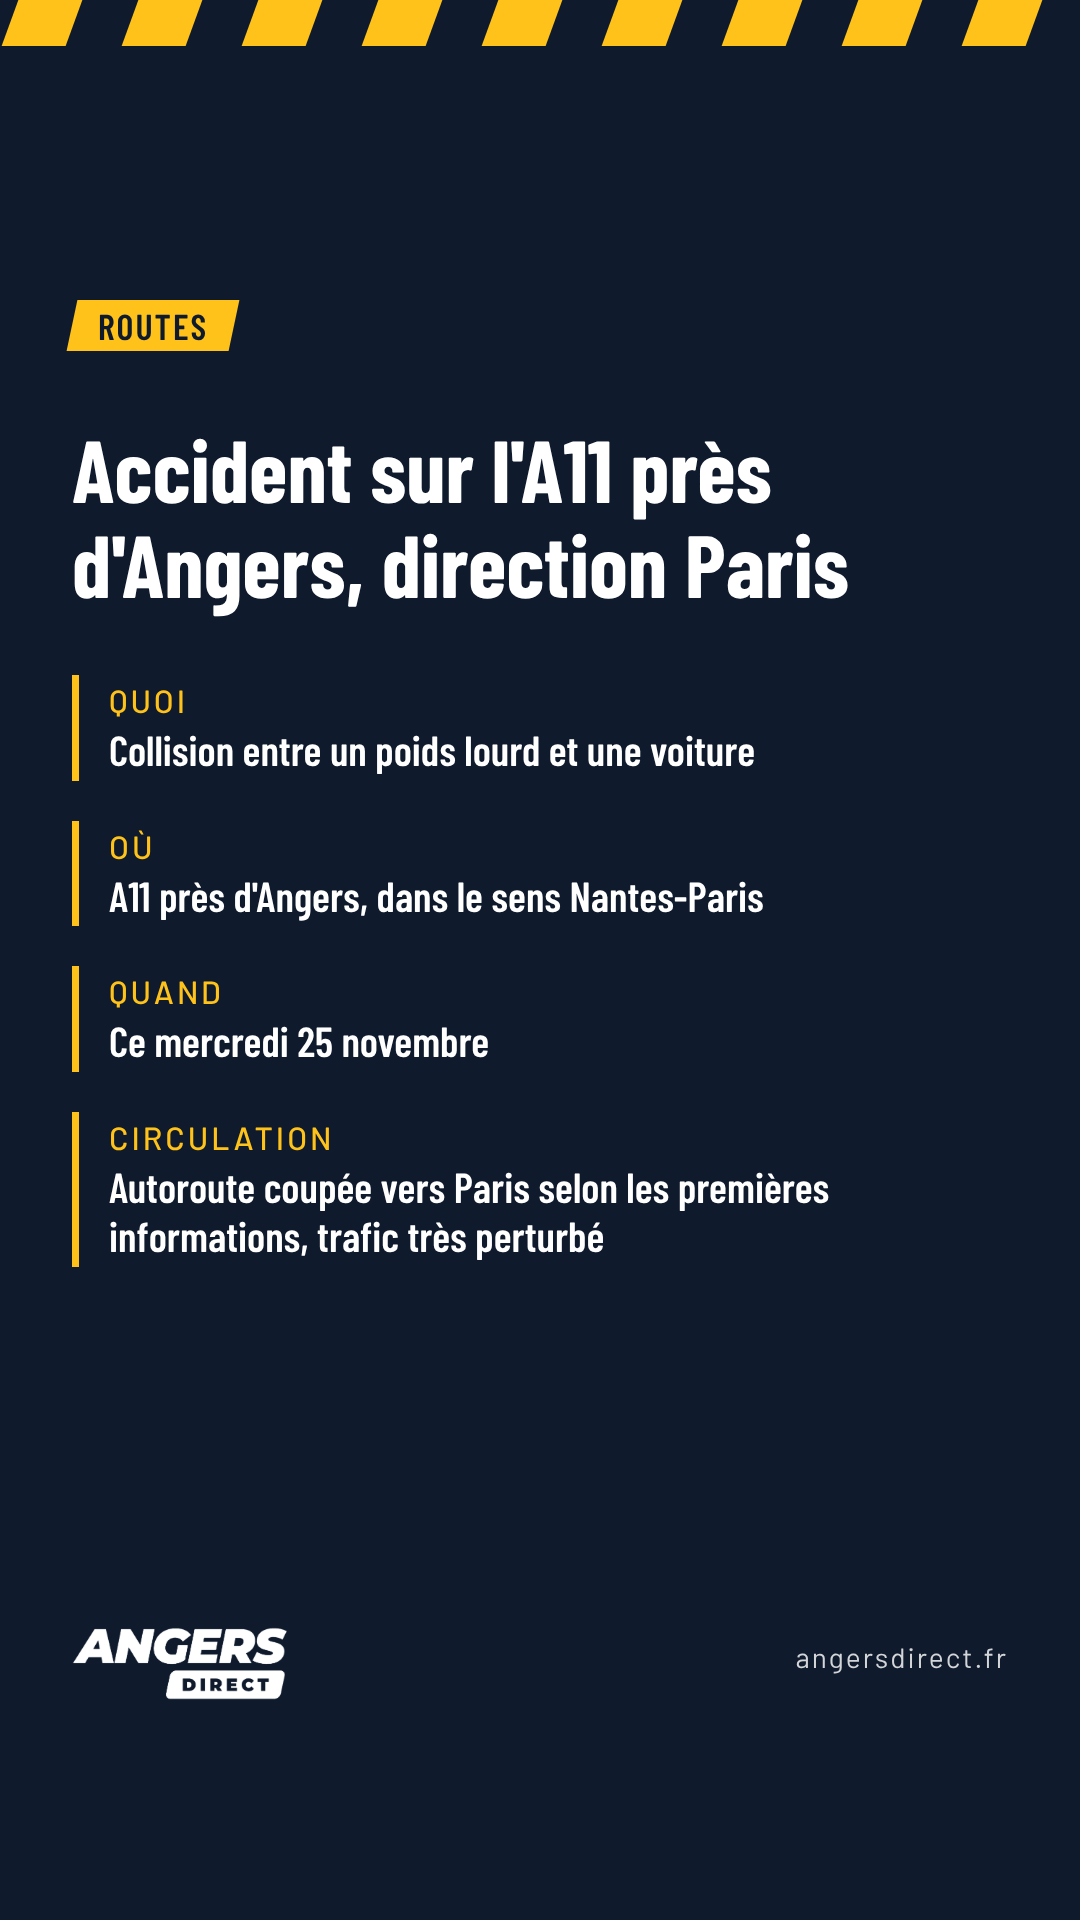 ROUTES
Accident sur l'A11 près
d'Angers, direction Paris
QUOI
Collision entre un poids lourd et une voiture
OÙ
A11 près d'Angers, dans le sens Nantes-Paris
QUAND
Ce mercredi 25 novembre
CIRCULATION
Autoroute coupée vers Paris selon les premières
informations, trafic très perturbé
ANGERS
DIRECT
angersdirect.fr